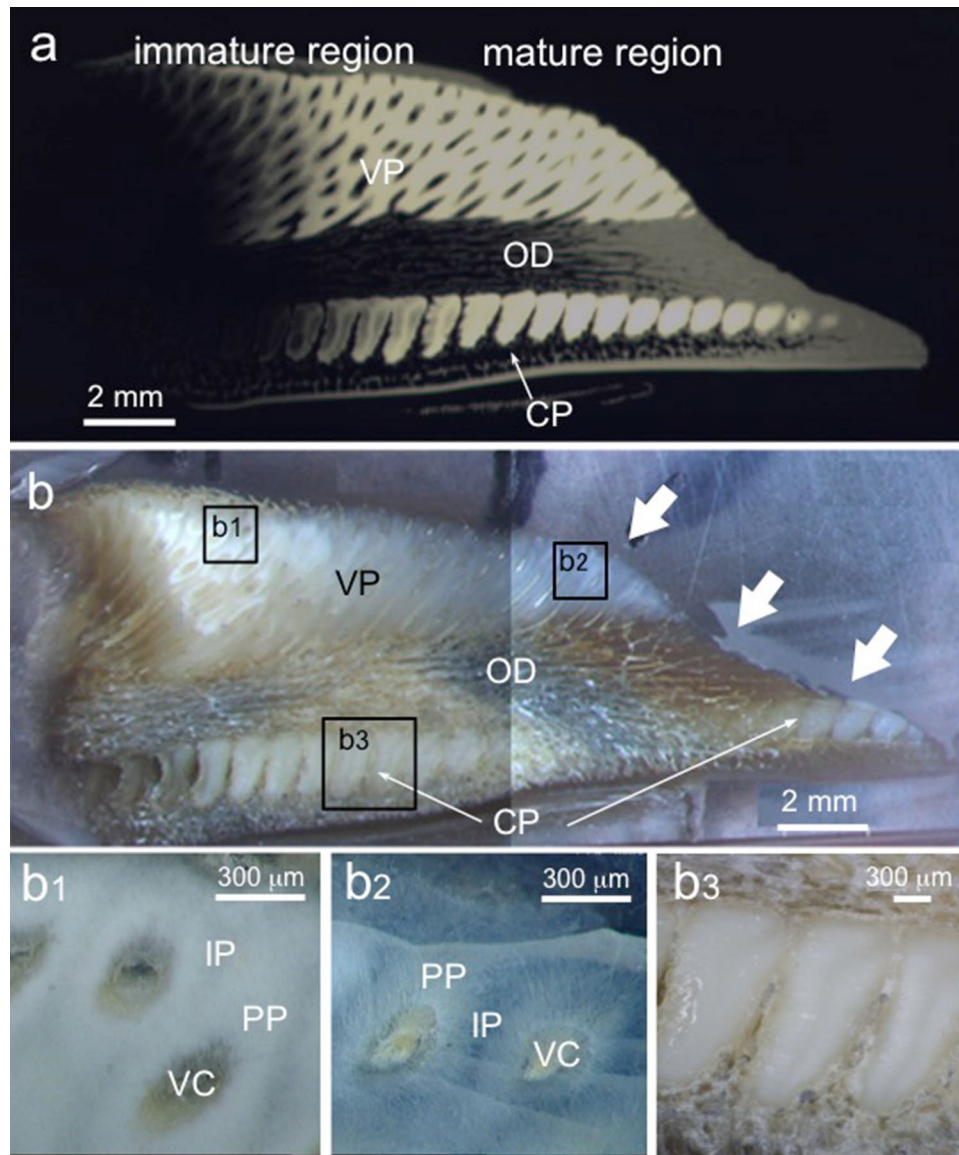 a
immature region mature region
VP
OD
CP
2 mm
b
b1
b2
VP
OD
b3
CP
2 mm
b1
300 μm
IP
PP
VC
b2
300 μm
PP
IP
VC
b3
300 μm